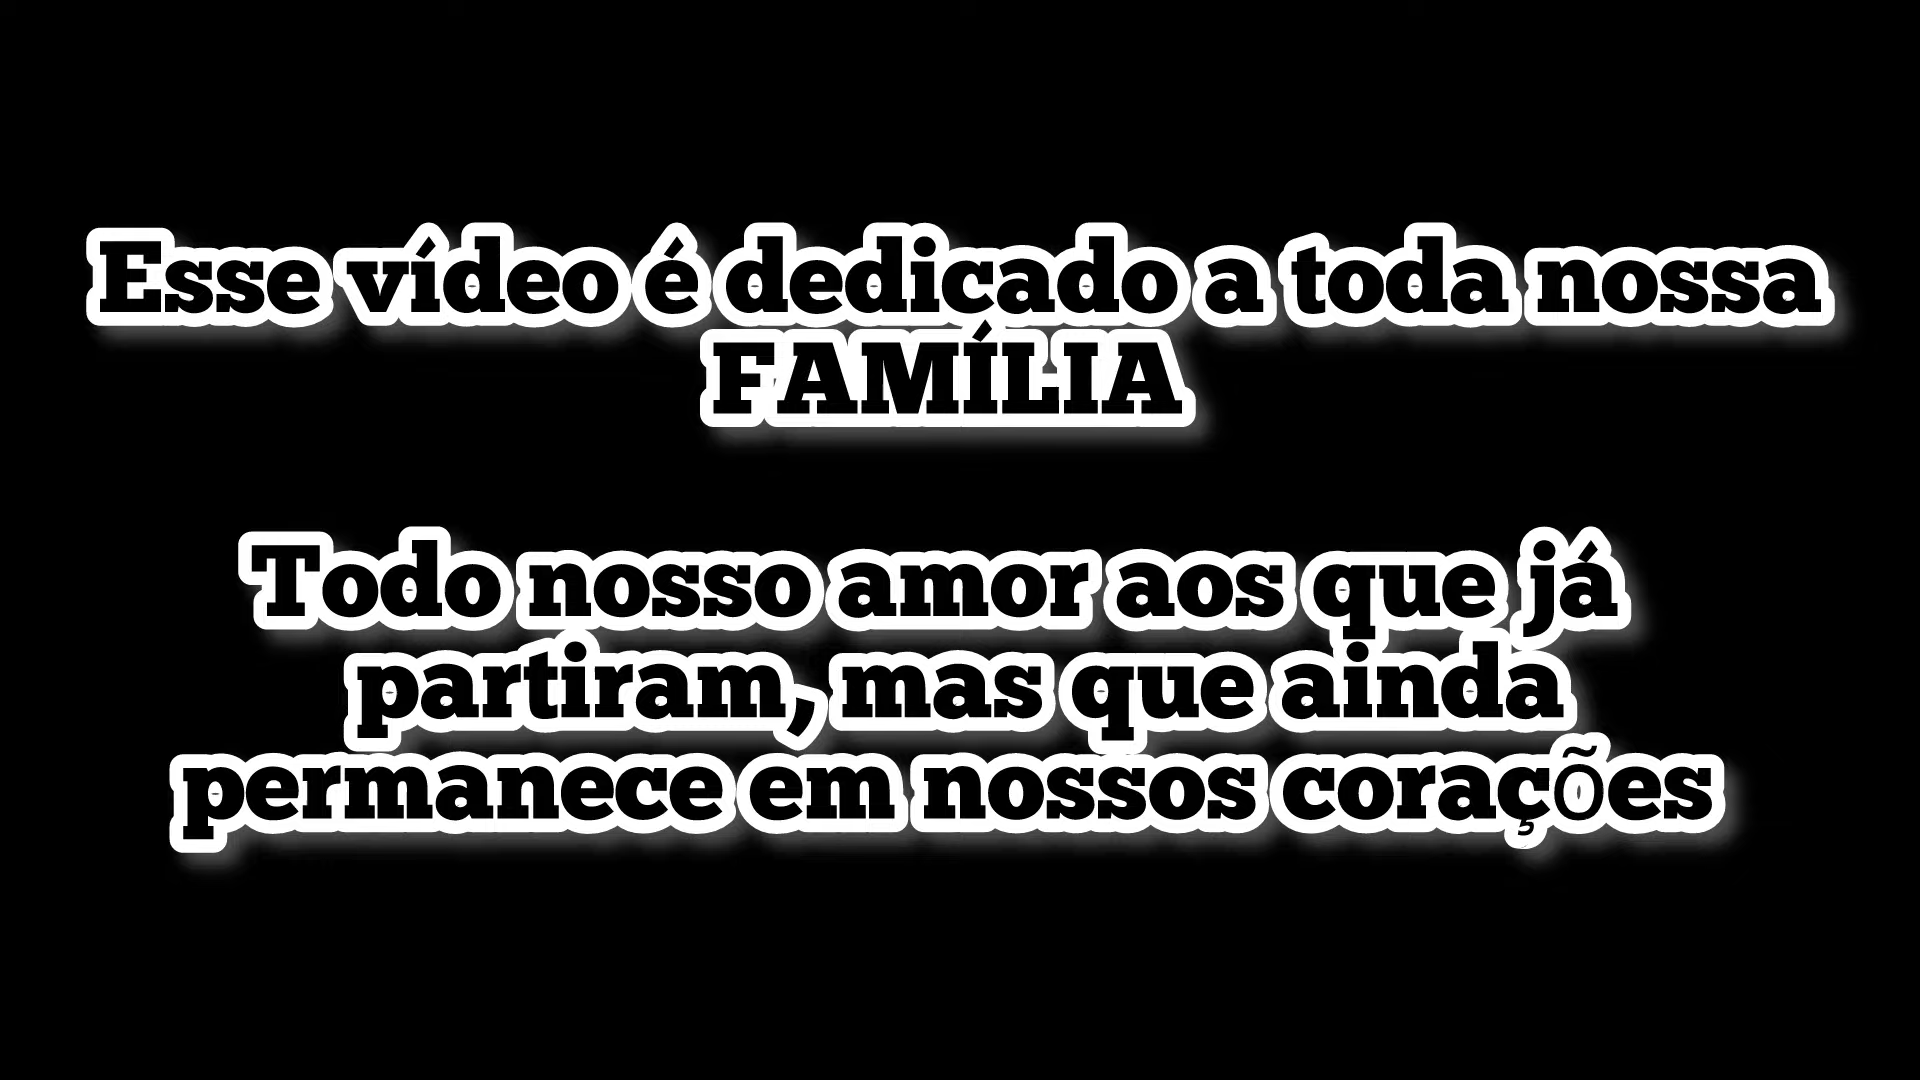 Esse vídeo é dedicado a toda nossa
FAMÍLIA
Todo nosso amor aos que já
partiram, mas que ainda
permanece em nossos corações